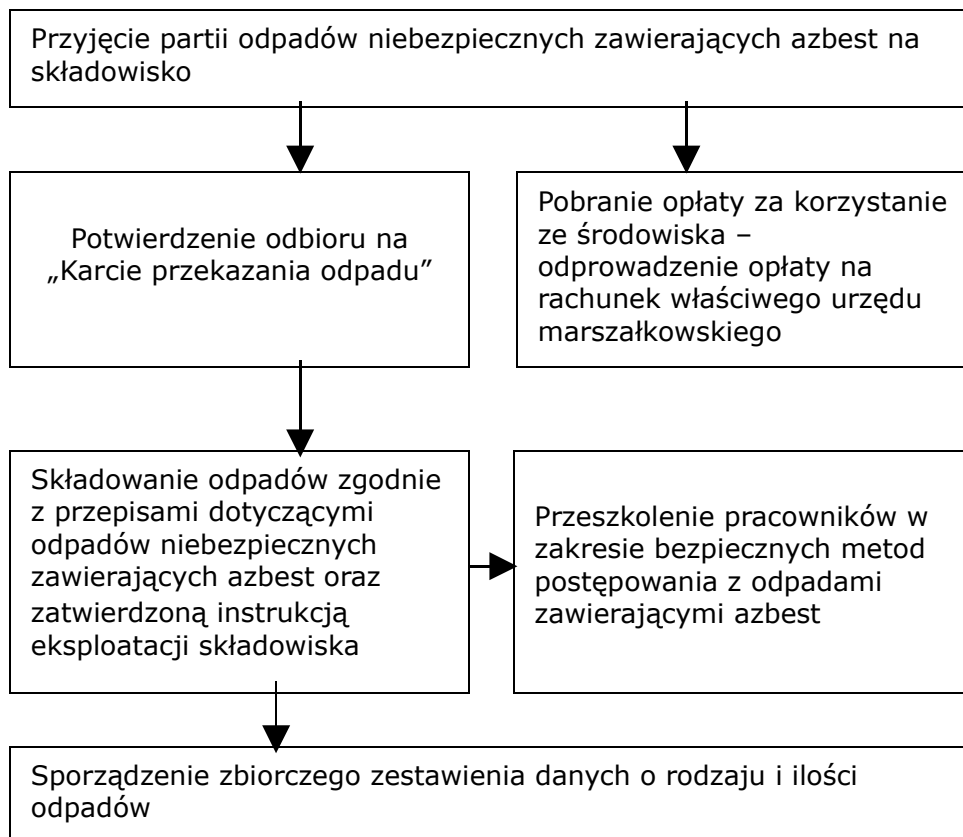 Przyjęcie partii odpadów niebezpiecznych zawierających azbest na
składowisko
Potwierdzenie odbioru na
„Karcie przekazania odpadu”
Pobranie opłaty za korzystanie
ze środowiska –
odprowadzenie opłaty na
rachunek właściwego urzędu
marszałkowskiego
Składowanie odpadów zgodnie
z przepisami dotyczącymi
odpadów niebezpiecznych
zawierających azbest oraz
zatwierdzoną instrukcją
eksploatacji składowiska
Przeszkolenie pracowników w
zakresie bezpiecznych metod
postępowania z odpadami
zawierającymi azbest
Sporządzenie zbiorczego zestawienia danych o rodzaju i ilości
odpadów